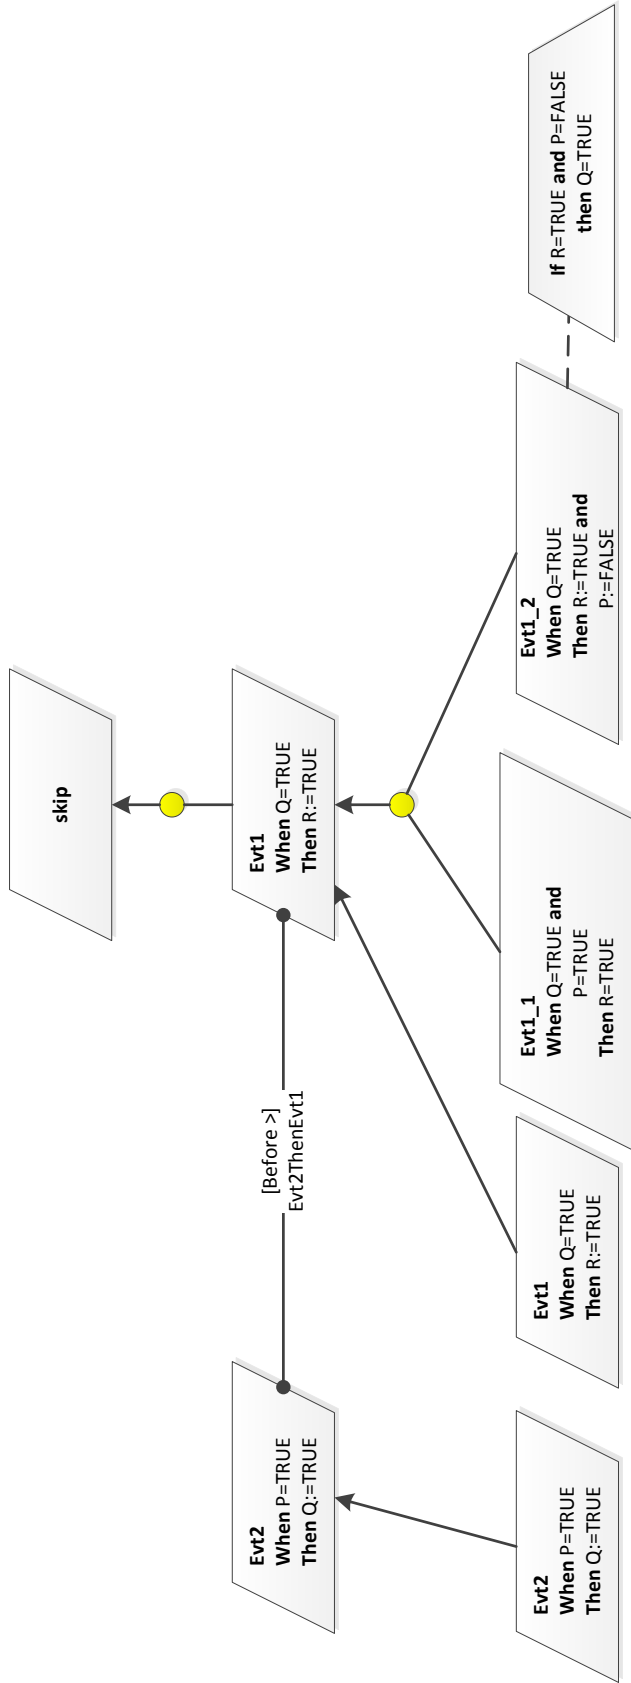 skip
Evt2
When P=TRUE
Then Q:=TRUE
[Before >]
Evt2ThenEvt1
Evt1
When Q=TRUE
Then R:=TRUE
Evt2
When P=TRUE
Then Q:=TRUE
Evt1
When Q=TRUE
Then R:=TRUE
Evt1_1
When Q=TRUE and
P=TRUE
Then R=TRUE
Evt1_2
When Q=TRUE
Then R:=TRUE and
P:=FALSE
If R=TRUE and P=FALSE
then Q=TRUE